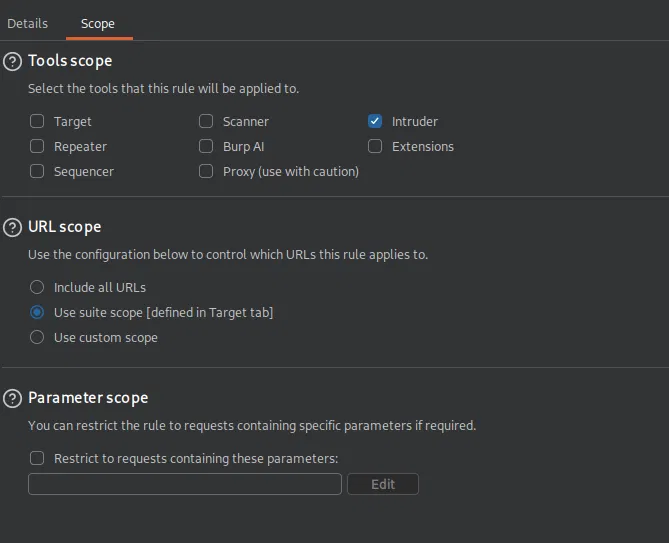 Details Scope
Tools scope
Select the tools that this rule will be applied to.
Target Scanner Intruder
Repeater Burp AI Extensions
Sequencer Proxy (use with caution)
URL scope
Use the configuration below to control which URLs this rule applies to.
Include all URLs
Use suite scope [defined in Target tab]
Use custom scope
Parameter scope
You can restrict the rule to requests containing specific parameters if required.
Restrict to requests containing these parameters:
Edit